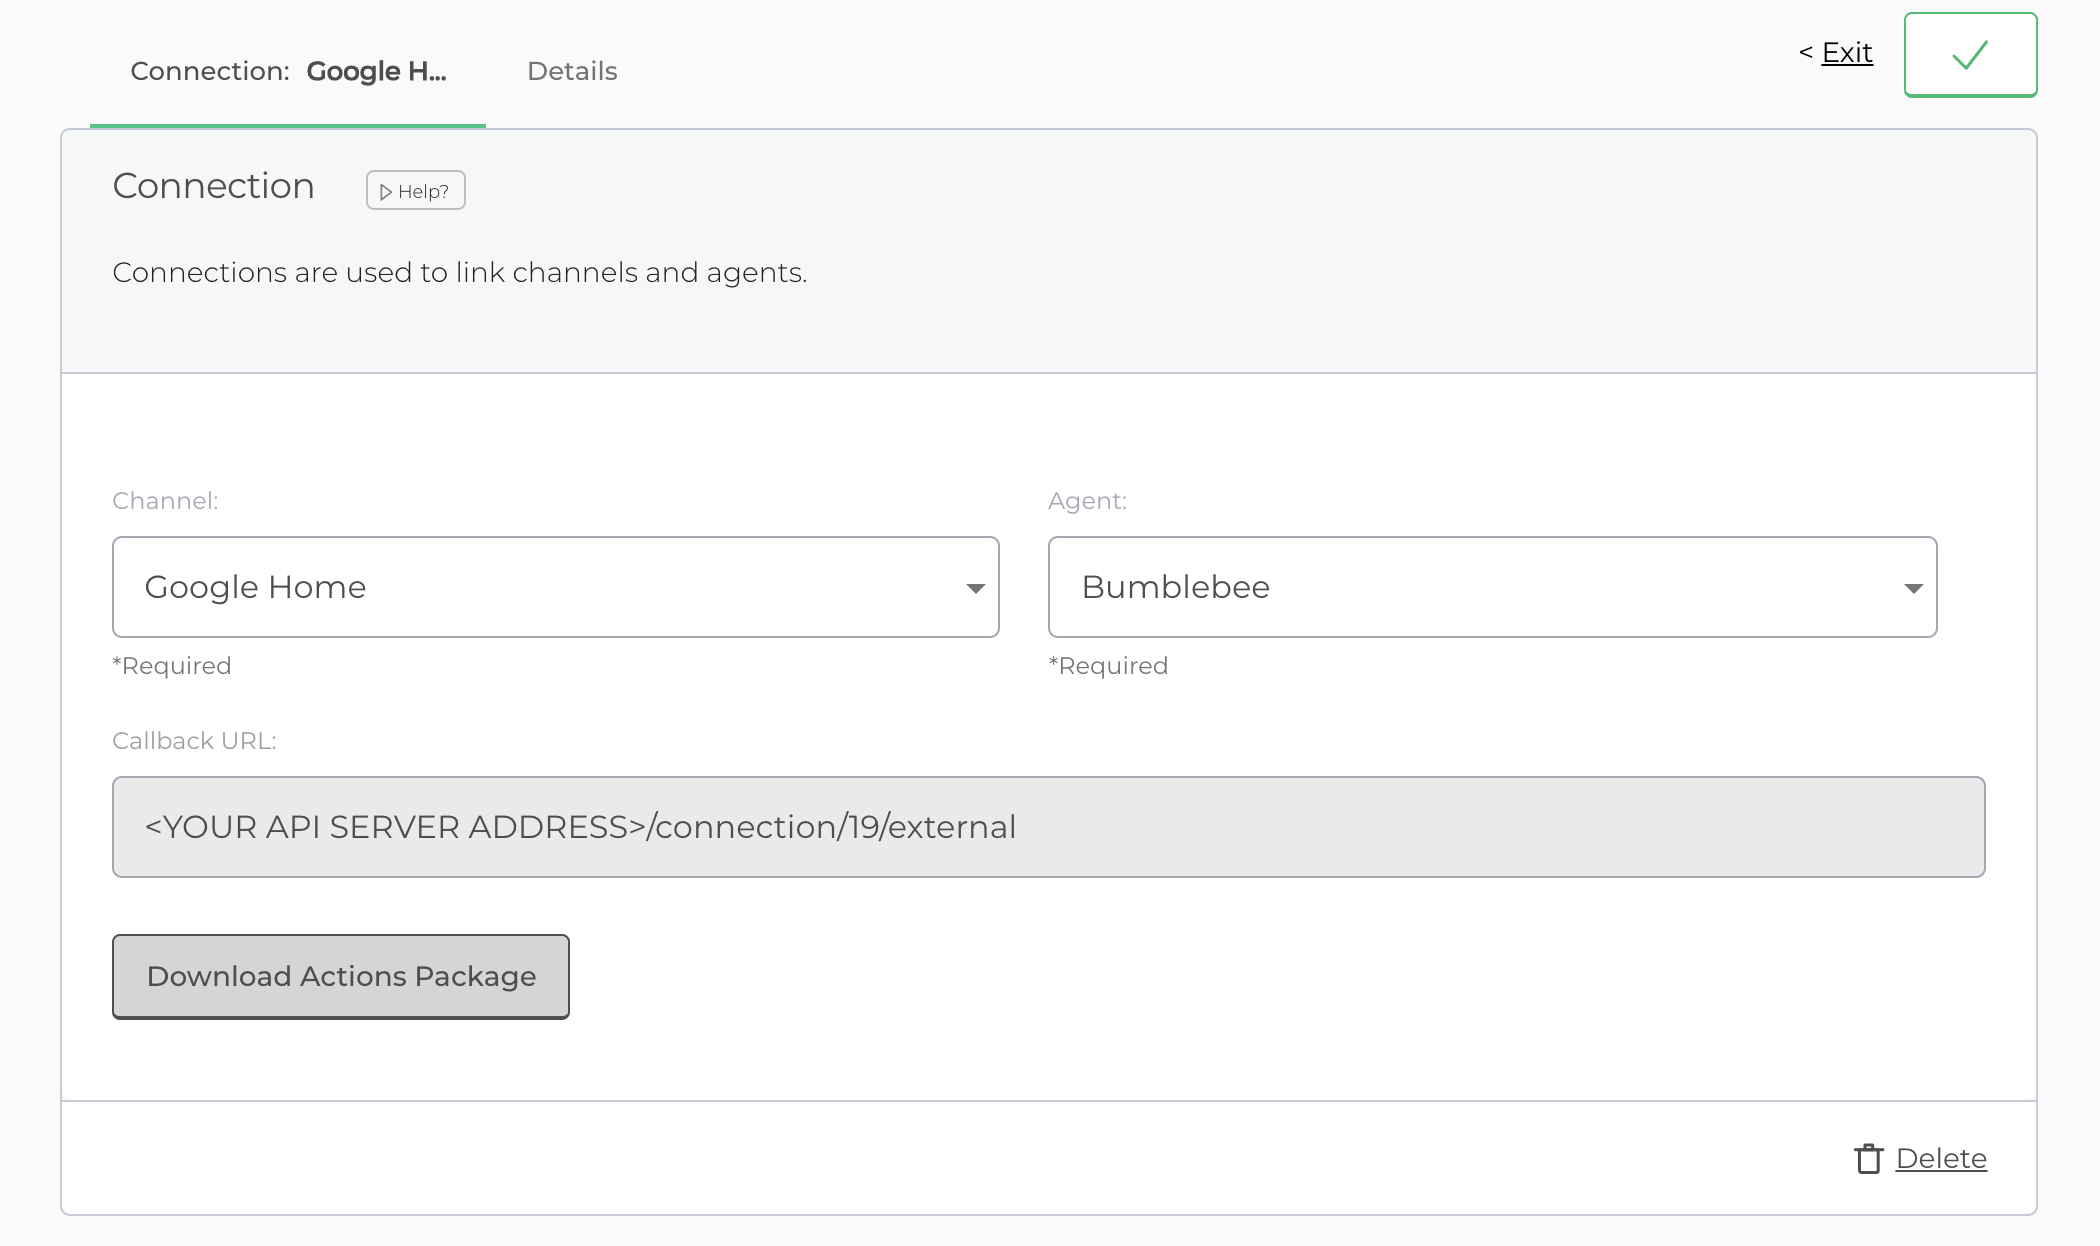 Connection: Google H...
Details
< Exit
Connection
Help?
Connections are used to link channels and agents.
Channel:
Agent:
Google Home
Bumblebee
*Required
*Required
Callback URL:
<YOUR API SERVER ADDRESS>/connection/19/external
Download Actions Package
Delete